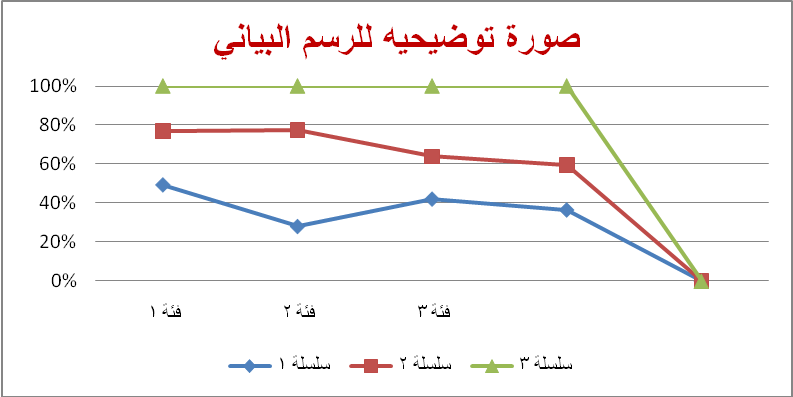 صورة توضيحيه للرسم البياني
100%
80%
60%
40%
20%
0%
فئة ١
فئة ٢
فئة ٣
سلسلة ١
سلسلة ٢
سلسلة ٣